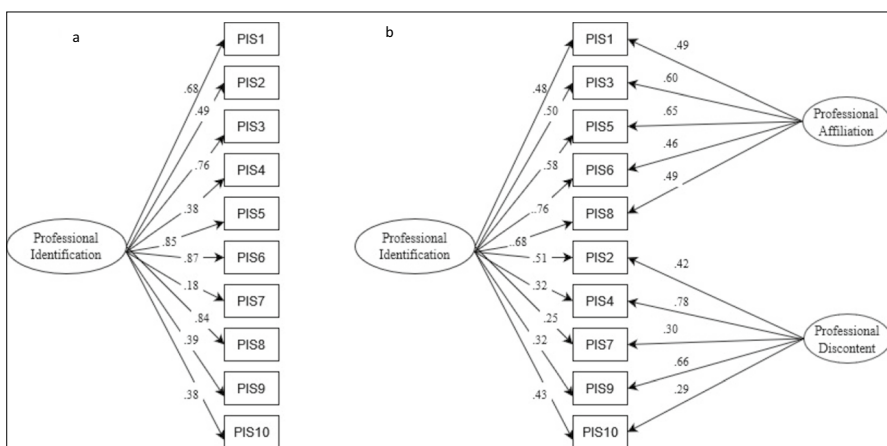 a
PIS1
PIS2
PIS3
PIS4
PIS5
PIS6
PIS7
PIS8
PIS9
PIS10
.68
.49
.76
.38
.85
.87
.18
.84
.39
.38
Professional
Identification
b
PIS1
PIS3
PIS5
PIS6
PIS8
PIS2
PIS4
PIS7
PIS9
PIS10
.48
.50
.58
.76
.68
.51
.32
.25
.32
.43
Professional
Identification
.49
.60
.65
.46
.49
Professional
Affiliation
.42
.78
.30
.66
.29
Professional
Discontent